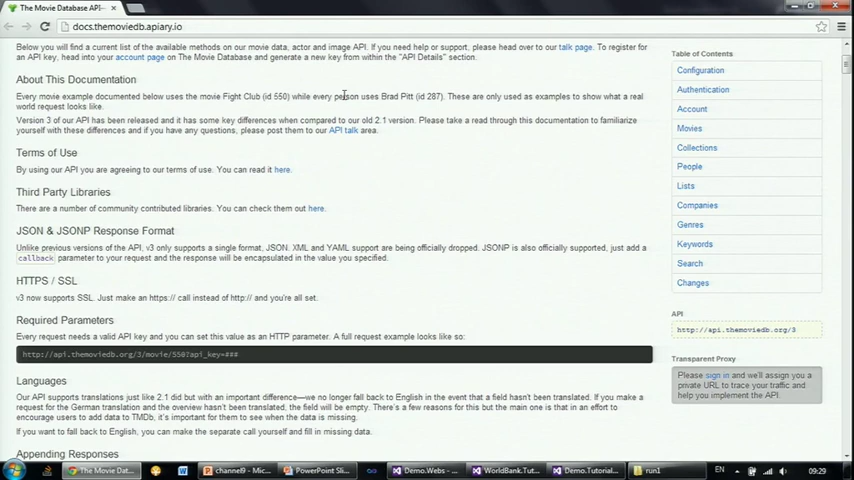 The Movie Database API
docs.themoviedb.apiary.io
Below you will find a current list of the available methods on our movie data, actor and image API. If you need help or support, please head over to our talk page. To register for
an API key, head into your account page on The Movie Database and generate a new key from within the "API Details" section.
About This Documentation
Every movie example documented below uses the movie Fight Club (id 550) while every person uses Brad Pitt (id 287). These are only used as examples to show what a real
world request looks like.
Version 3 of our API has been released and it has some key differences when compared to our old 2.1 version. Please take a read through this documentation to familiarize
yourself with these differences and if you have any questions, please post them to our API talk area.
Terms of Use
By using our API you are agreeing to our terms of use. You can read it here.
Third Party Libraries
There are a number of community contributed libraries. You can check them out here.
JSON & JSONP Response Format
Unlike previous versions of the API, v3 only supports a single format, JSON. XML and YAML support are being officially dropped. JSONP is also officially supported, just add a
callback parameter to your request and the response will be encapsulated in the value you specified.
HTTPS / SSL
v3 now supports SSL. Just make an https:// call instead of http:// and you're all set.
Required Parameters
Every request needs a valid API key and you can set this value as an HTTP parameter. A full request example looks like so:
http://api.themoviedb.org/3/movie/550?api_key=###
Languages
Our API supports translations just like 2.1 did but with an important difference—we no longer fall back to English in the event that a field hasn't been translated. If you make a
request for the German translation and the overview hasn't been translated, the field will be empty. There's a few reasons for this but the main one is that in an effort to
encourage users to add data to TMDb, it's important for them to see when the data is missing.
If you want to fall back to English, you can make the separate call yourself and fill in missing data.
Appending Responses
Table of Contents
Configuration
Authentication
Account
Movies
Collections
People
Lists
Companies
Genres
Keywords
Search
Changes
API
http://api.themoviedb.org/3
Transparent Proxy
Please sign in and we'll assign you a
private URL to trace your traffic and
help you implement the API.
The Movie Dat...
channel9 - Mic...
PowerPoint Sli...
Demo.Webs - ...
WorldBank.Tut...
Demo.Tutorial...
run1
EN
09:29